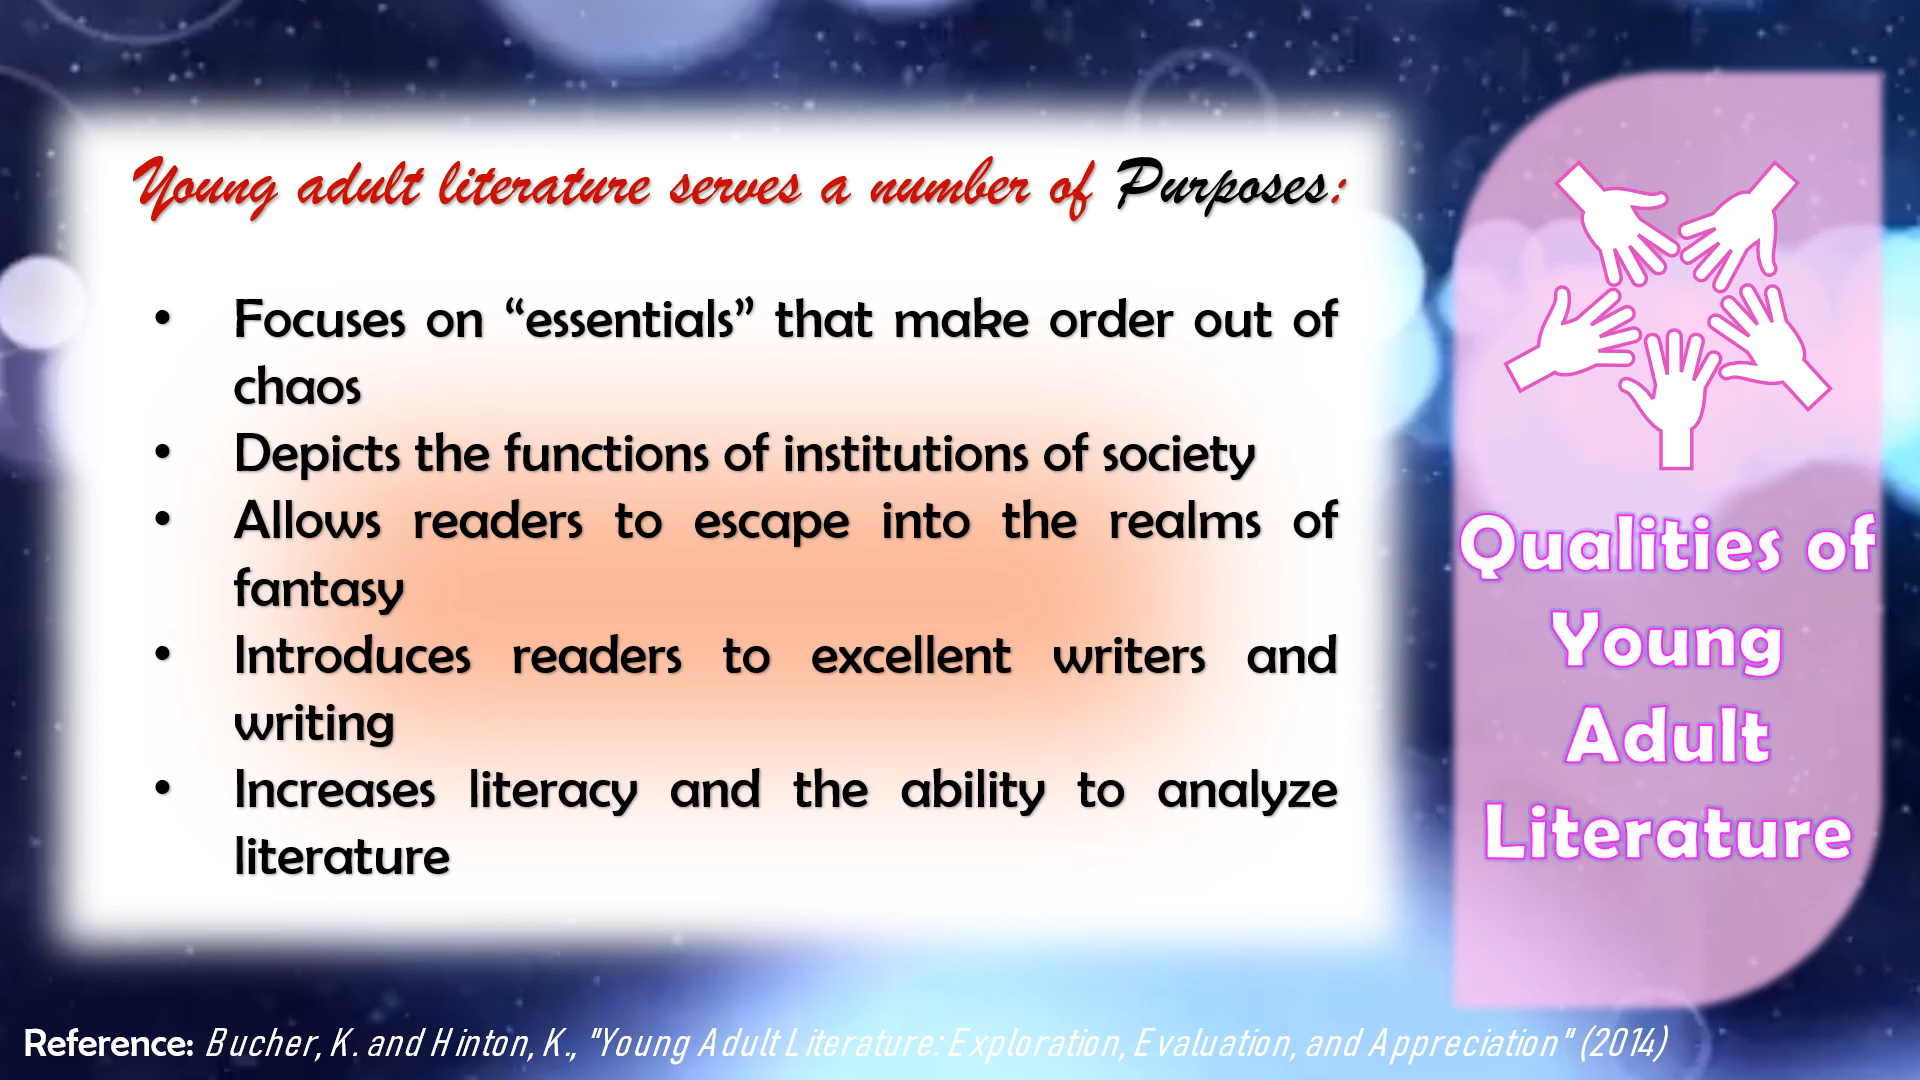 Young adult literature serves a number of Purposes:
• Focuses on “essentials” that make order out of
chaos
• Depicts the functions of institutions of society
• Allows readers to escape into the realms of
fantasy
• Introduces readers to excellent writers and
writing
• Increases literacy and the ability to analyze
literature
Qualities of
Young
Adult
Literature
Reference: Bucher, K. and Hinton, K., "Young Adult Literature: Exploration, Evaluation, and Appreciation" (2014)